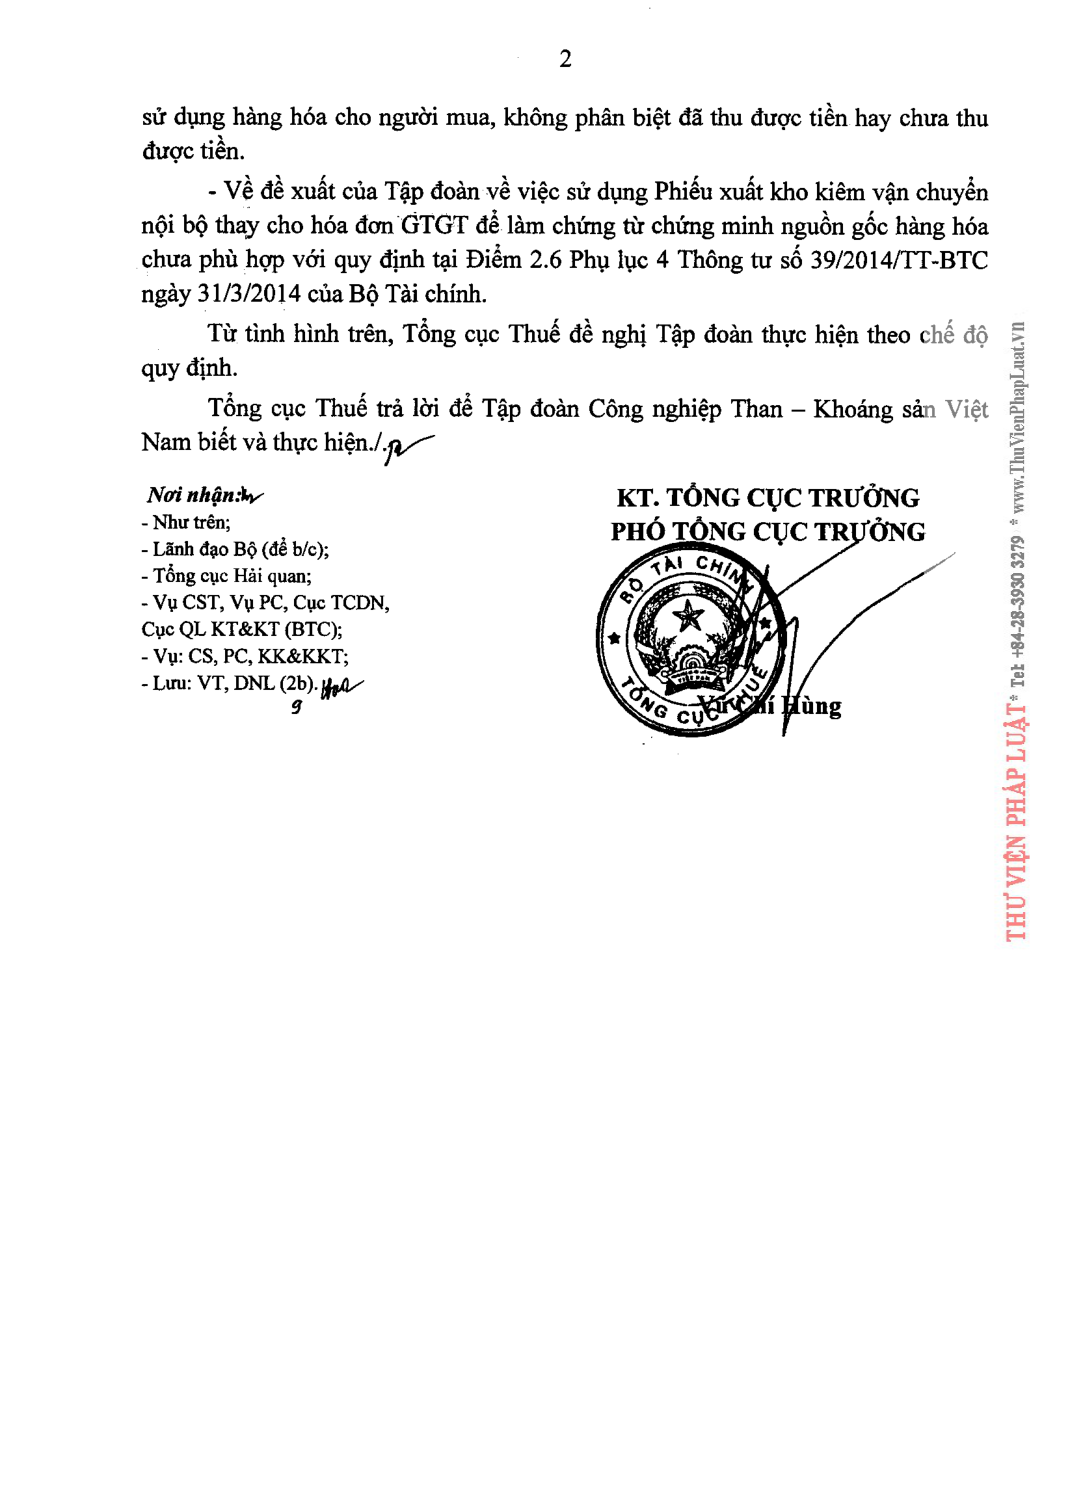 2
sử dụng hàng hóa cho người mua, không phân biệt đã thu được tiền hay chưa thu
được tiền.
- Về đề xuất của Tập đoàn về việc sử dụng Phiếu xuất kho kiêm vận chuyển
nội bộ thay cho hóa đơn GTGT để làm chứng từ chứng minh nguồn gốc hàng hóa
chưa phù hợp với quy định tại Điểm 2.6 Phụ lục 4 Thông tư số 39/2014/TT-BTC
ngày 31/3/2014 của Bộ Tài chính.
Từ tình hình trên, Tổng cục Thuế đề nghị Tập đoàn thực hiện theo chế độ
quy định.
Tổng cục Thuế trả lời để Tập đoàn Công nghiệp Than – Khoáng sản Việt
Nam biết và thực hiện./.
Nơi nhận:
- Như trên;
- Lãnh đạo Bộ (để b/c);
- Tổng cục Hải quan;
- Vụ CST, Vụ PC, Cục TCDN,
Cục QL KT&KT (BTC);
- Vụ: CS, PC, KK&KKT;
- Lưu: VT, DNL (2b).
9
KT. TỔNG CỤC TRƯỞNG
PHÓ TỔNG CỤC TRƯỞNG
BỘ TÀI CHÍNH
VIỆT NAM
TỔNG CỤC THUẾ
Vũ Chí Hùng
THƯ VIỆN PHÁP LUẬT * Tel: +84-28-3930 3279 * www.ThuVienPhapLuat.vn